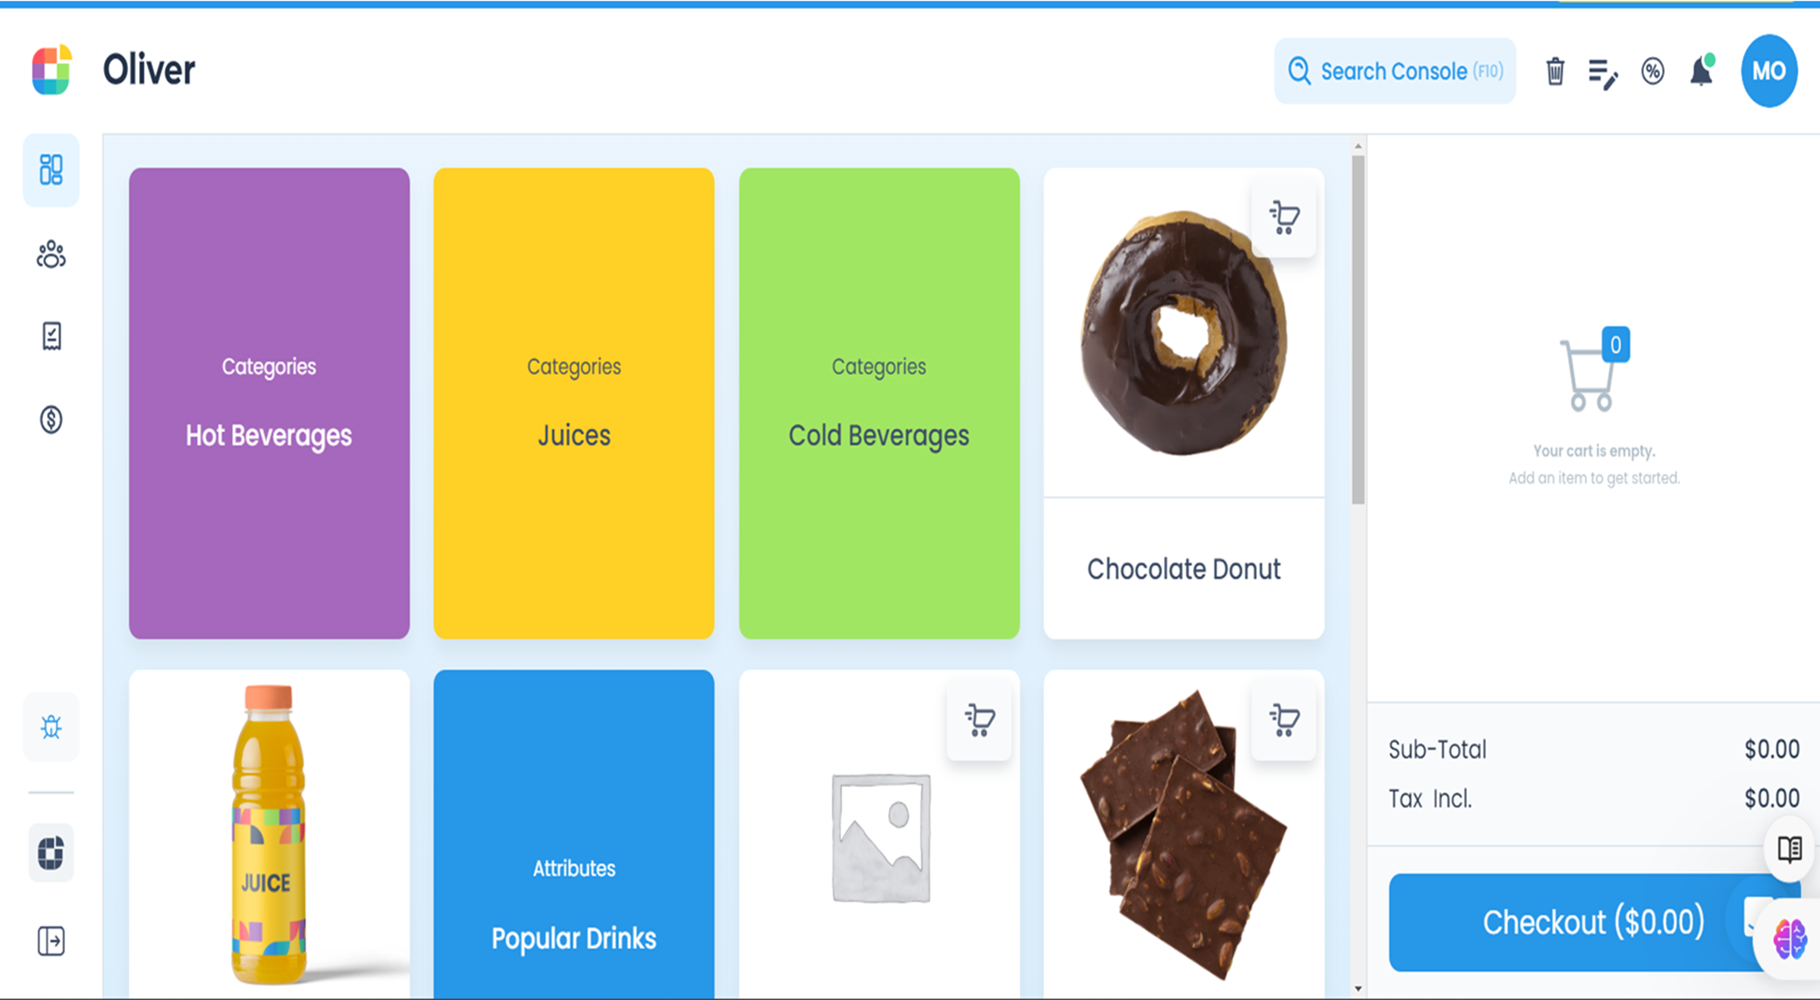 Oliver
Search Console (F10)
MO
Categories
Hot Beverages
Categories
Juices
Categories
Cold Beverages
Chocolate Donut
0
Your cart is empty.
Add an item to get started.
JUICE
Attributes
Popular Drinks
Sub-Total $0.00
Tax Incl. $0.00
Checkout ($0.00)